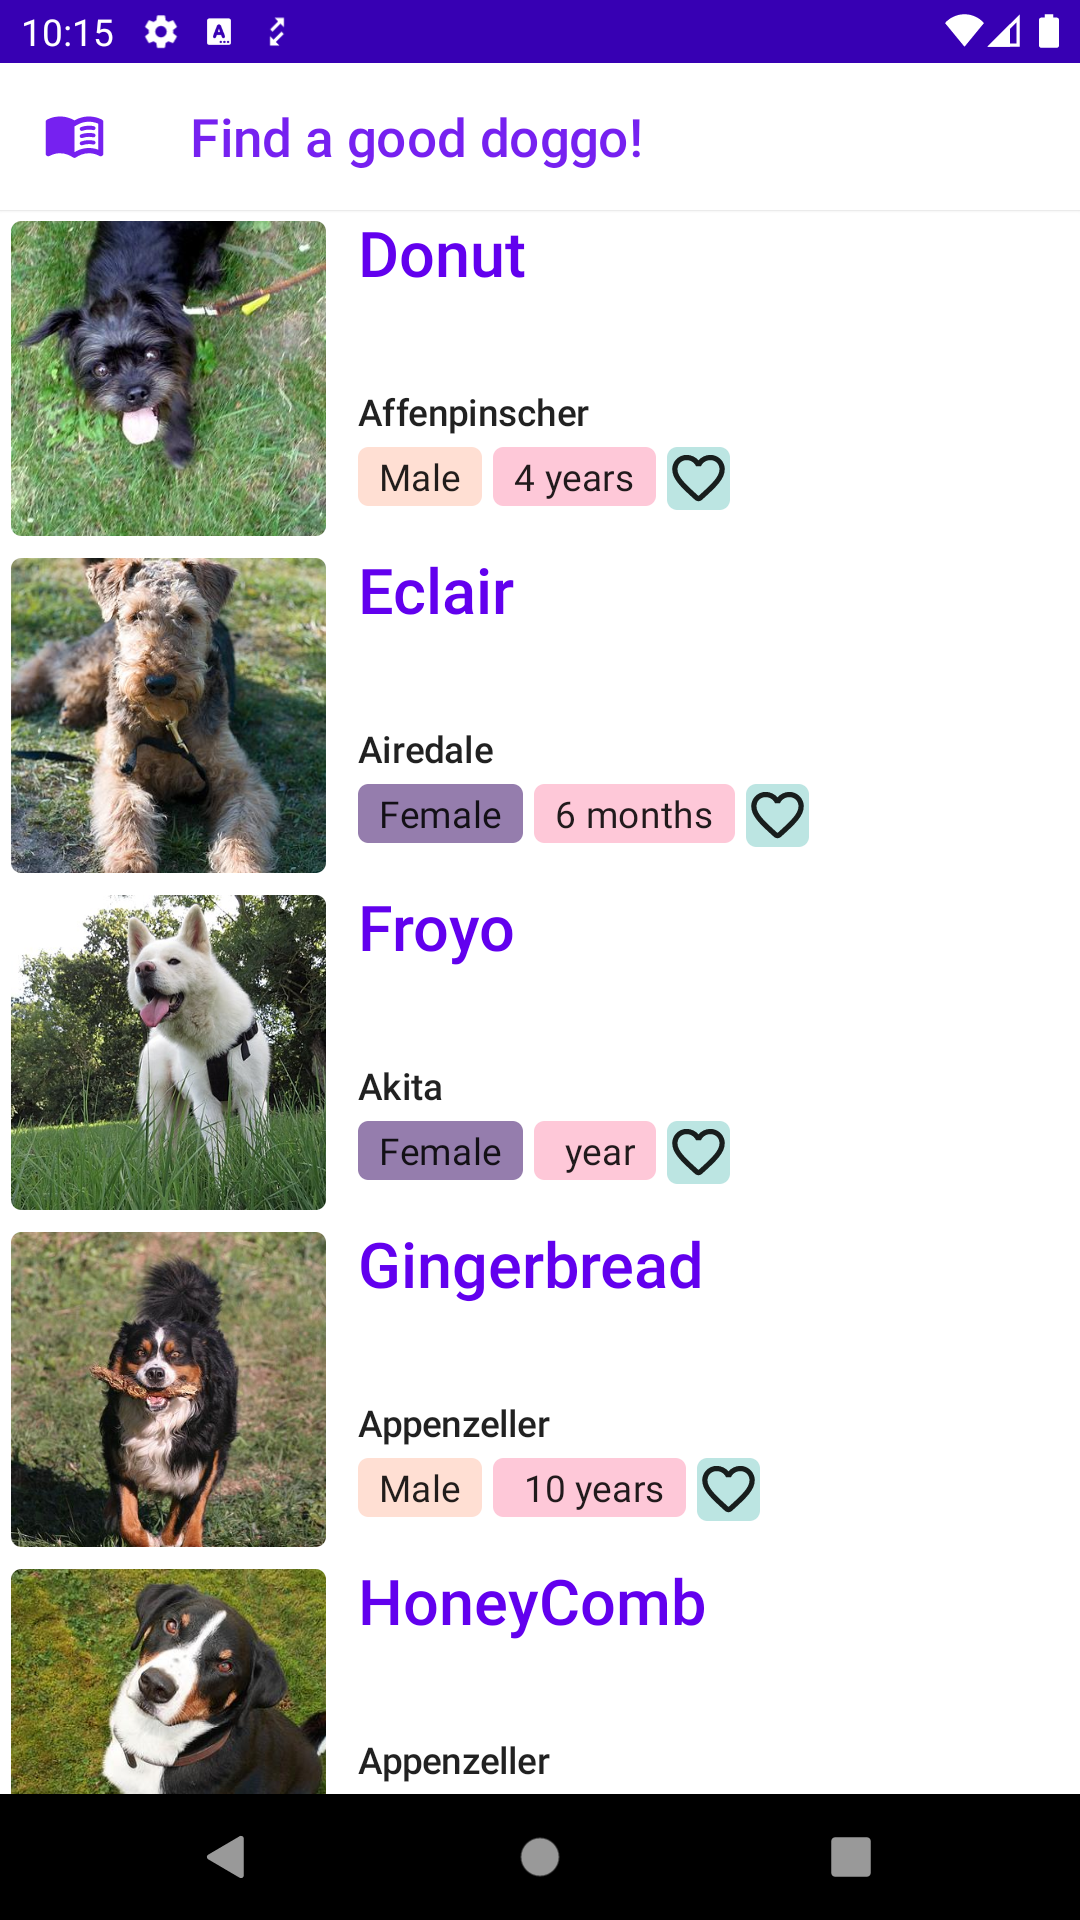 10:15
Find a good doggo!
Donut
Affenpinscher
Male 4 years
Eclair
Airedale
Female 6 months
Froyo
Akita
Female year
Gingerbread
Appenzeller
Male 10 years
HoneyComb
Appenzeller